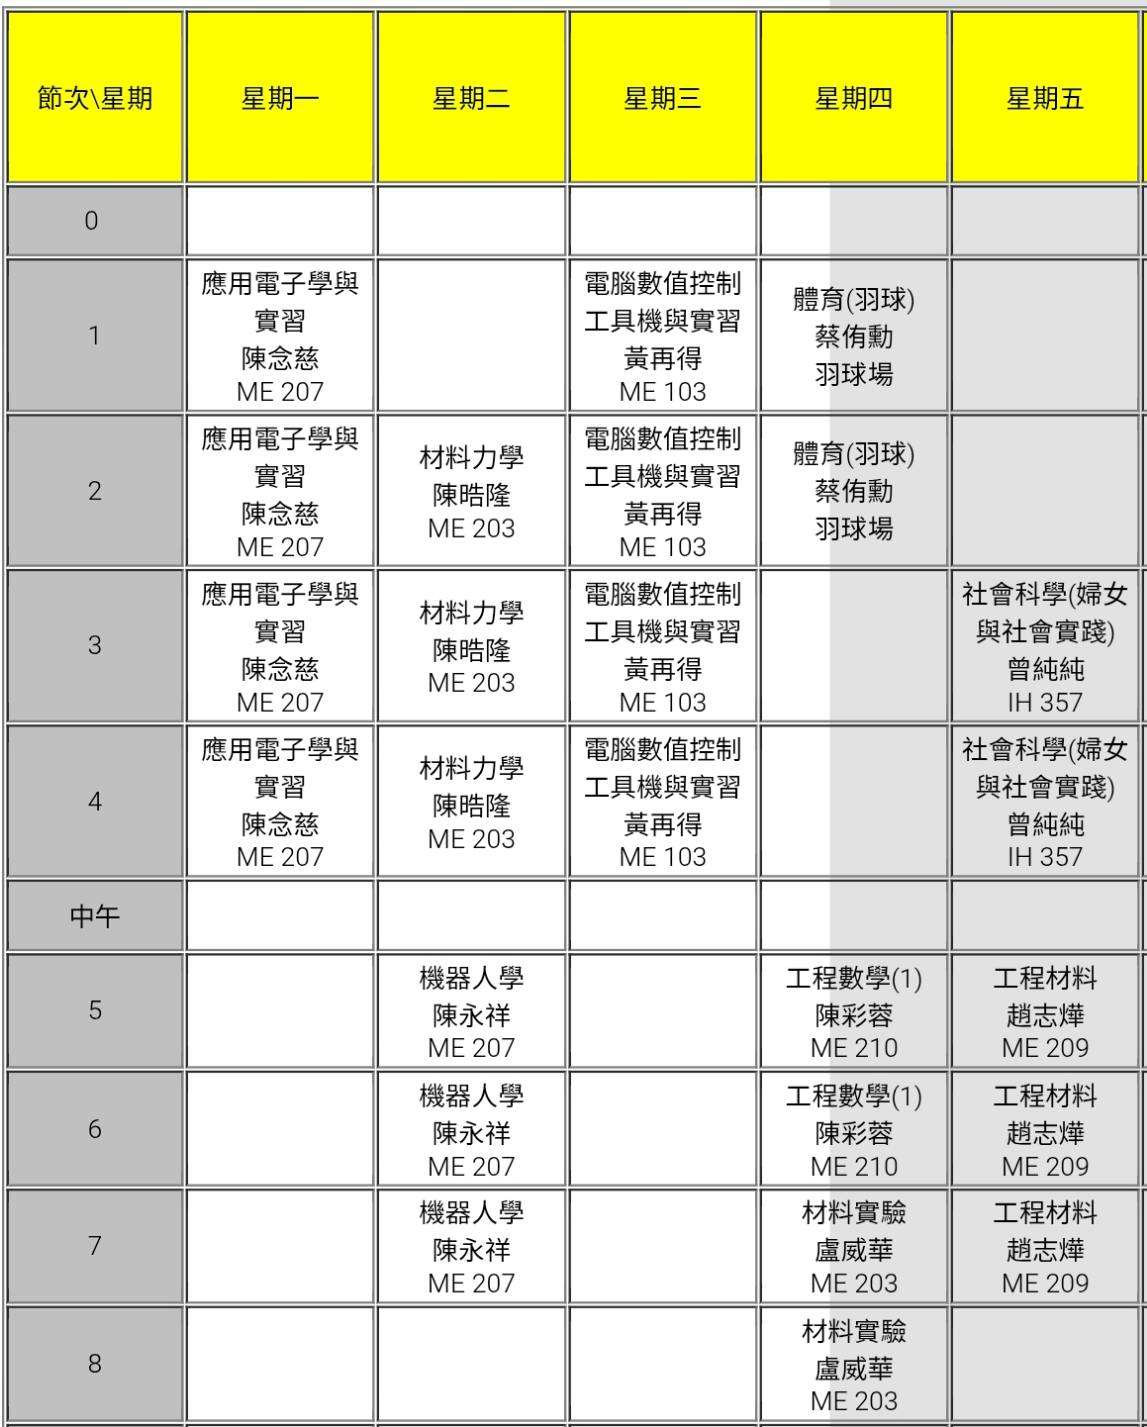 節次\星期 星期一 星期二 星期三 星期四 星期五
0
1
應用電子學與
實習
陳念慈
ME 207
電腦數值控制
工具機與實習
黃再得
ME 103
體育(羽球)
蔡侑勳
羽球場
2
應用電子學與
實習
陳念慈
ME 207
材料力學
陳晧隆
ME 203
電腦數值控制
工具機與實習
黃再得
ME 103
體育(羽球)
蔡侑勳
羽球場
3
應用電子學與
實習
陳念慈
ME 207
材料力學
陳晧隆
ME 203
電腦數值控制
工具機與實習
黃再得
ME 103
社會科學(婦女
與社會實踐)
曾純純
IH 357
4
應用電子學與
實習
陳念慈
ME 207
材料力學
陳晧隆
ME 203
電腦數值控制
工具機與實習
黃再得
ME 103
社會科學(婦女
與社會實踐)
曾純純
IH 357
中午
5
機器人學
陳永祥
ME 207
工程數學(1)
陳彩蓉
ME 210
工程材料
趙志燁
ME 209
6
機器人學
陳永祥
ME 207
工程數學(1)
陳彩蓉
ME 210
工程材料
趙志燁
ME 209
7
機器人學
陳永祥
ME 207
材料實驗
盧威華
ME 203
工程材料
趙志燁
ME 209
8
材料實驗
盧威華
ME 203